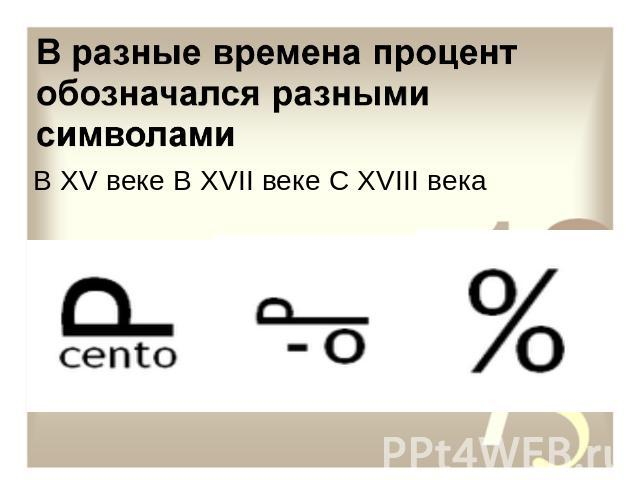 В разные времена процент
обозначался разными
символами
В XV веке В XVII веке С XVIII века
P
cento
P
- o
%
PPt4WEB.ru